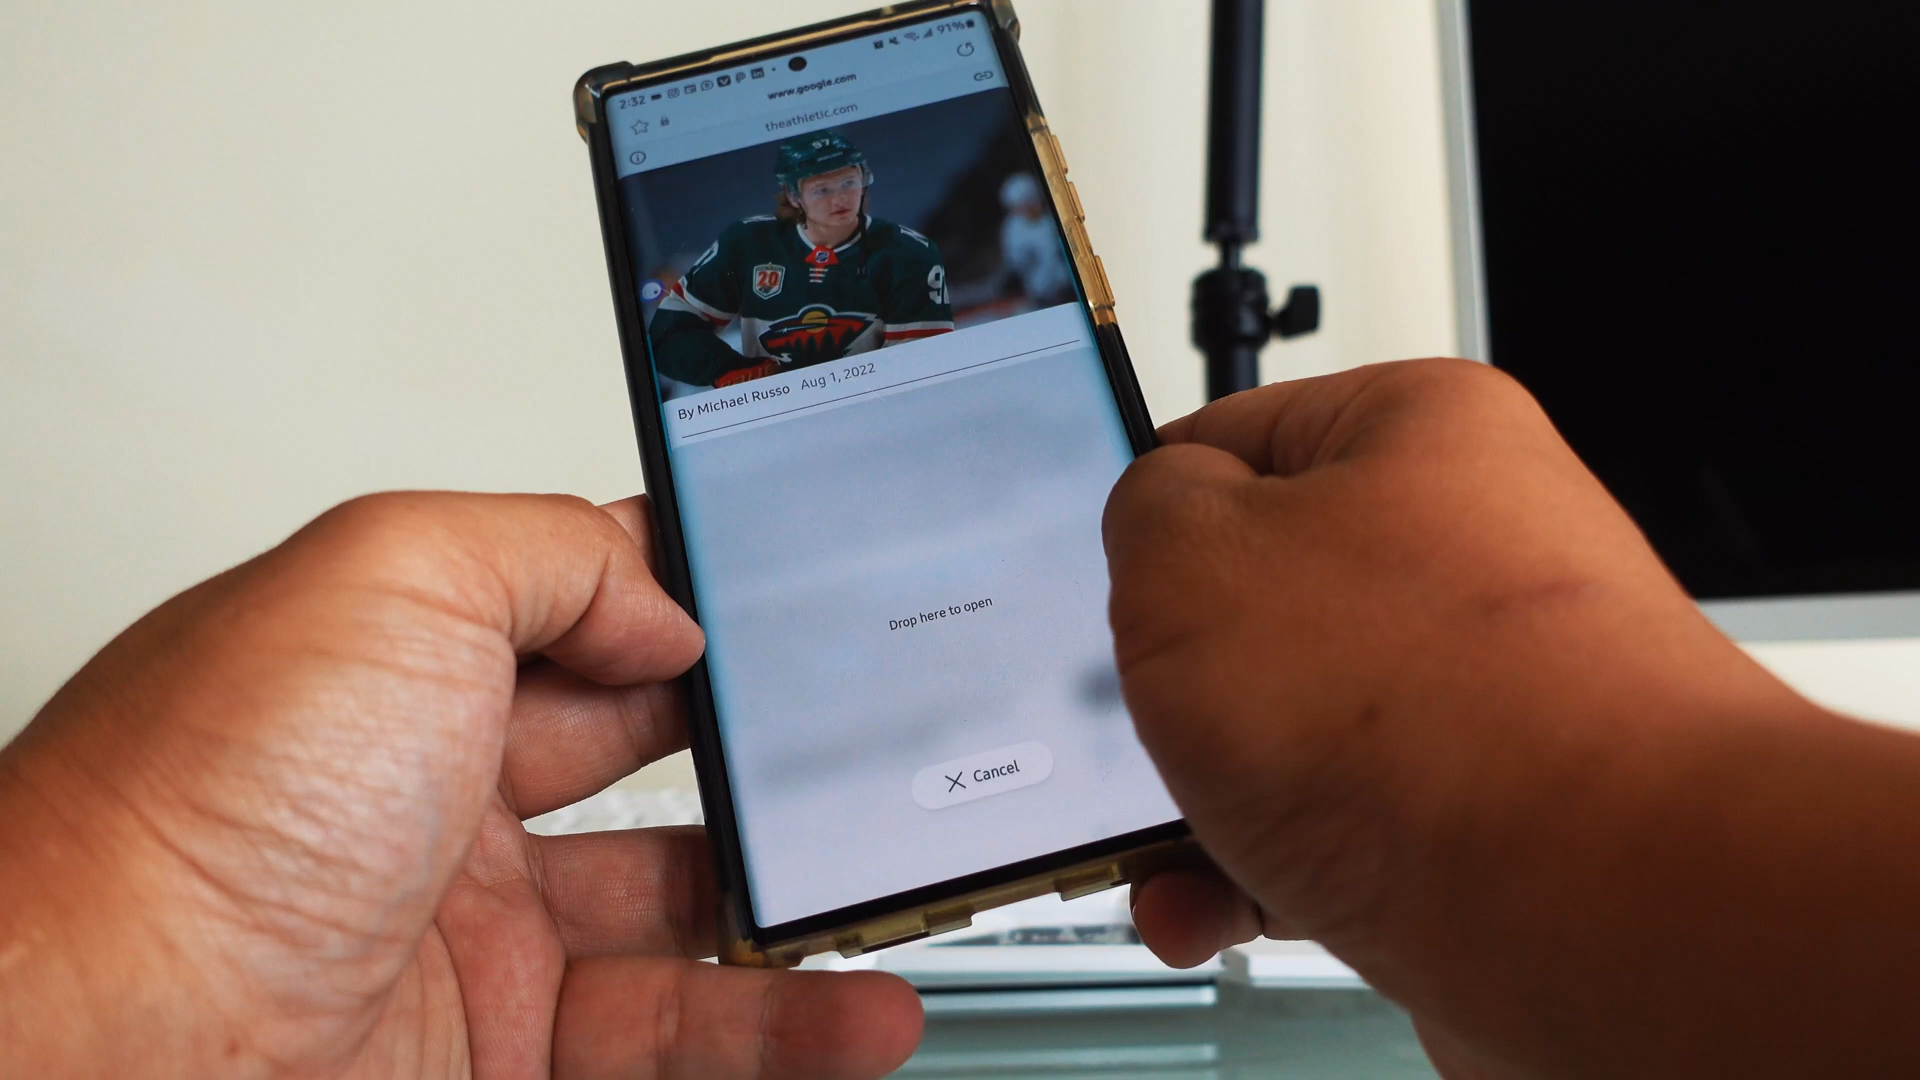 2:32 91%
www.google.com
theathletic.com
97
20
97
By Michael Russo Aug 1, 2022
Drop here to open
Cancel